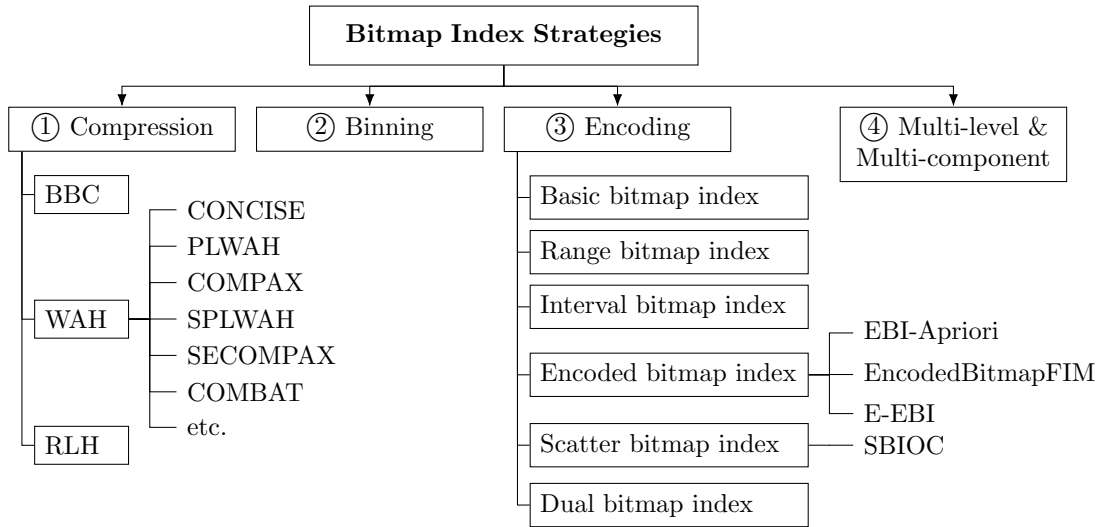 Bitmap Index Strategies
① Compression
② Binning
③ Encoding
④ Multi-level &
Multi-component
BBC
WAH
RLH
CONCISE
PLWAH
COMPAX
SPLWAH
SECOMPAX
COMBAT
etc.
Basic bitmap index
Range bitmap index
Interval bitmap index
Encoded bitmap index
Scatter bitmap index
Dual bitmap index
EBI-Apriori
EncodedBitmapFIM
E-EBI
SBIOC